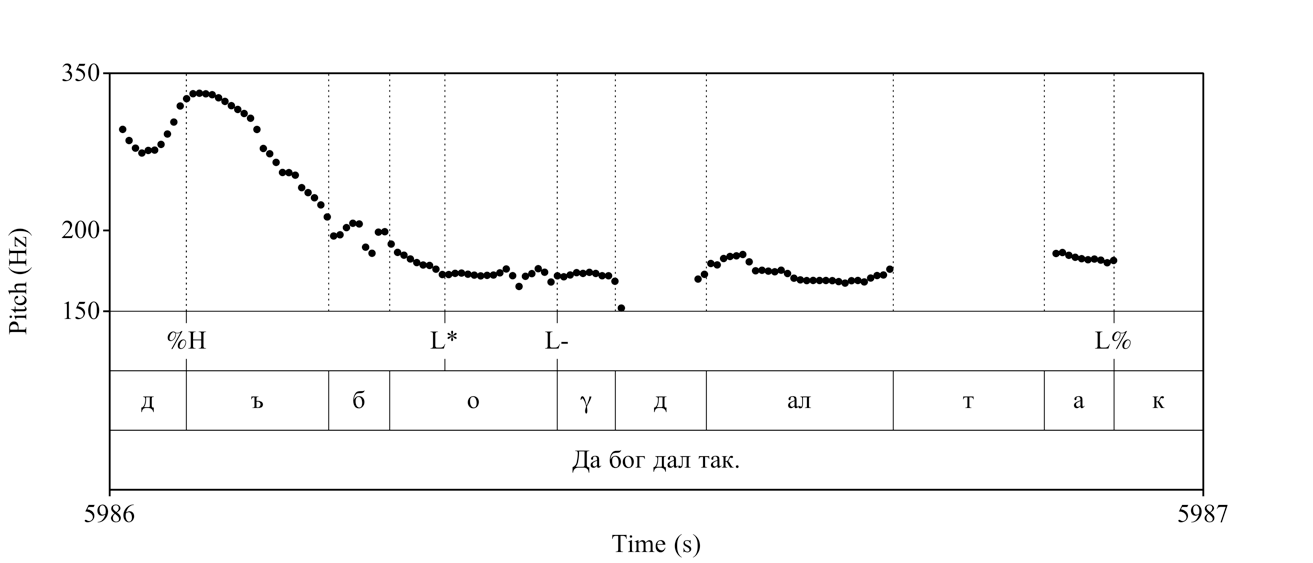 350
200
150
Pitch (Hz)
%H L* L- L%
д ъ б о γ д ал т а к
Да бог дал так.
5986 5987
Time (s)